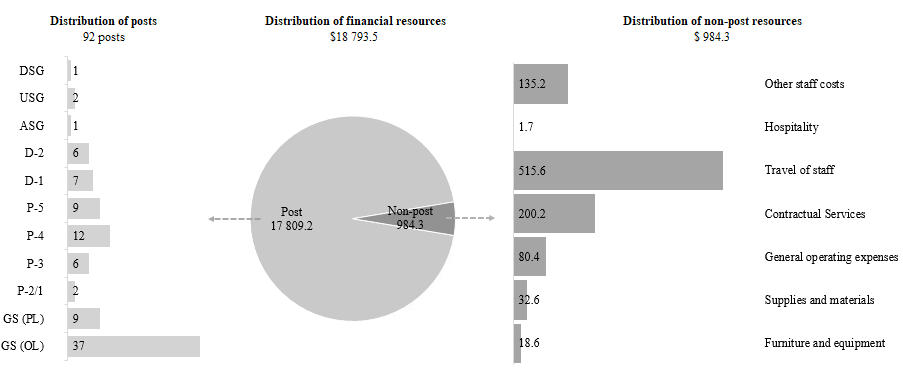 Distribution of posts
92 posts
DSG 1
USG 2
ASG 1
D-2 6
D-1 7
P-5 9
P-4 12
P-3 6
P-2/1 2
GS (PL) 9
GS (OL) 37
Distribution of financial resources
$18 793.5
Post
17 809.2
Non-post
984.3
Distribution of non-post resources
$ 984.3
135.2 Other staff costs
1.7 Hospitality
515.6 Travel of staff
200.2 Contractual Services
80.4 General operating expenses
32.6 Supplies and materials
18.6 Furniture and equipment